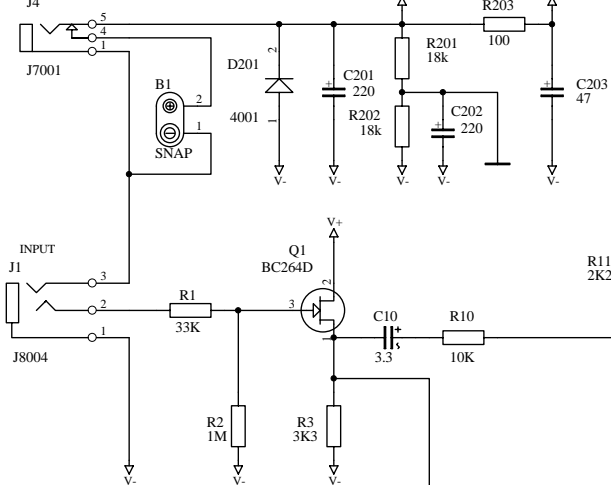 J4
5
4
1
J7001
B1
2
1
SNAP
D201
2
4001
1
V-
C201
+
220
V-
R201
18k
R202
18k
V-
C202
+
220
V-
R203
100
C203
+
47
V-
INPUT
J1
3
2
1
J8004
V-
R1
33K
R2
1M
V-
Q1
BC264D
V+
2
3
1
R3
3K3
V-
C10
+
3.3
R10
10K
R11
2K2